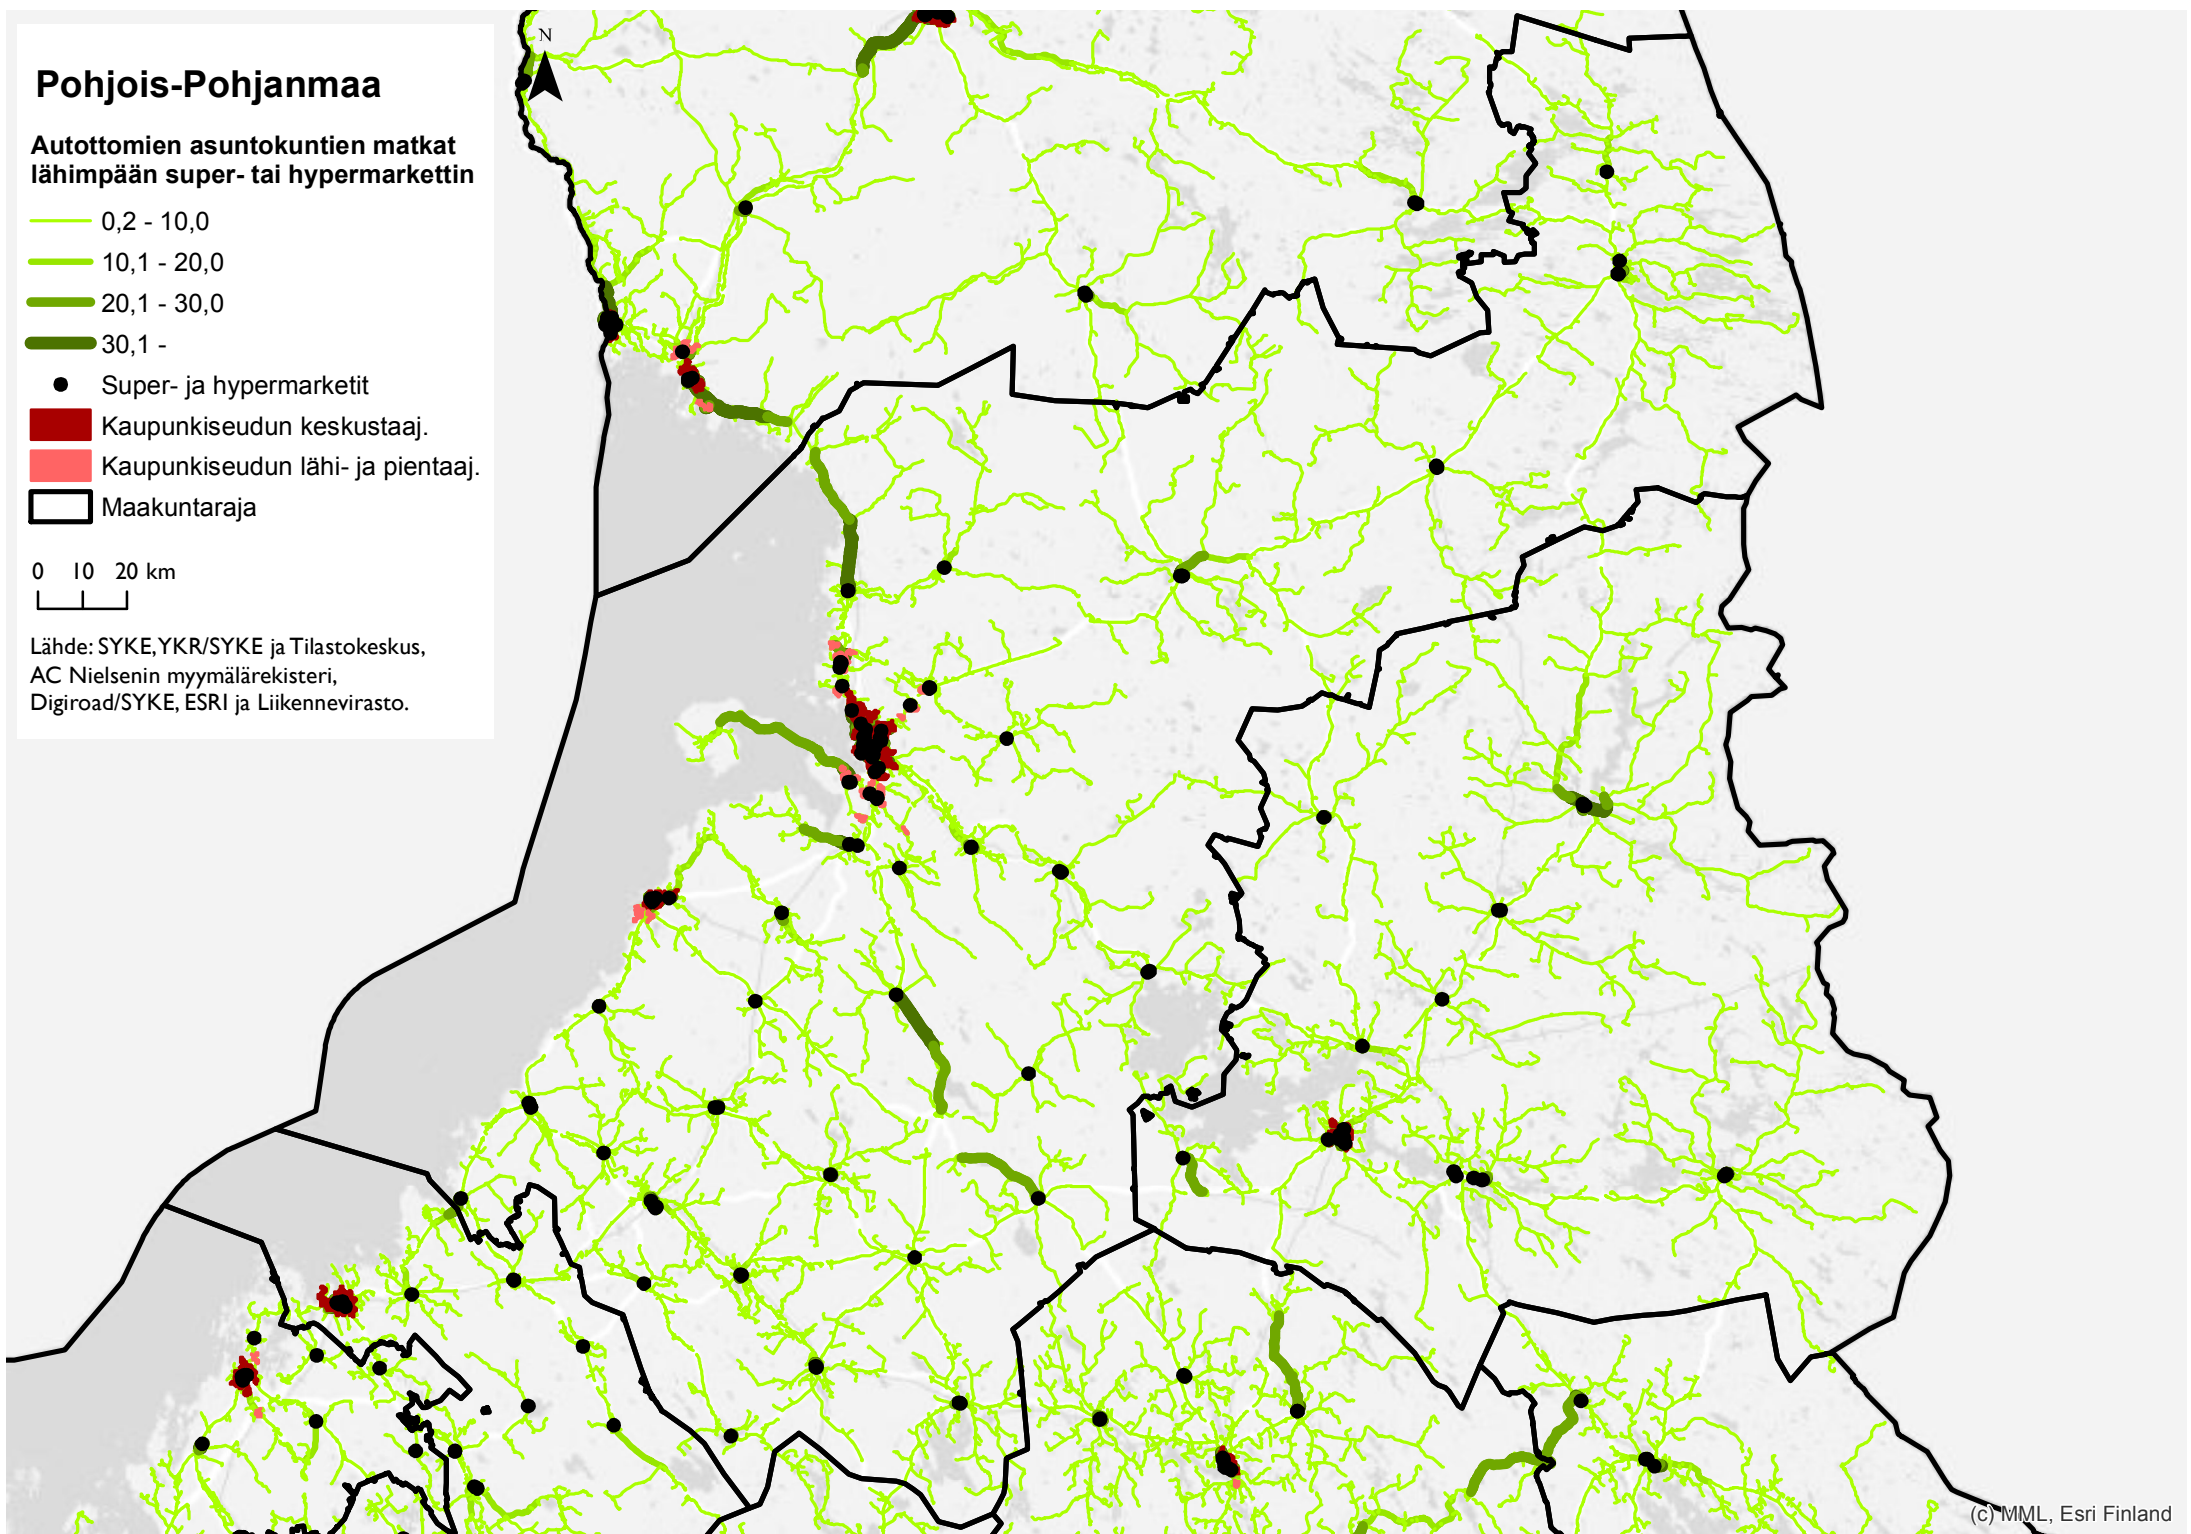 Pohjois-Pohjanmaa
N
Autottomien asuntokuntien matkat
lähimpään super- tai hypermarkettin
0,2 - 10,0
10,1 - 20,0
20,1 - 30,0
30,1 -
Super- ja hypermarketit
Kaupunkiseudun keskustaaj.
Kaupunkiseudun lähi- ja pientaaj.
Maakuntaraja
0 10 20 km
Lähde: SYKE, YKR/SYKE ja Tilastokeskus,
AC Nielsenin myymälärekisteri,
Digiroad/SYKE, ESRI ja Liikennevirasto.
(c) MML, Esri Finland